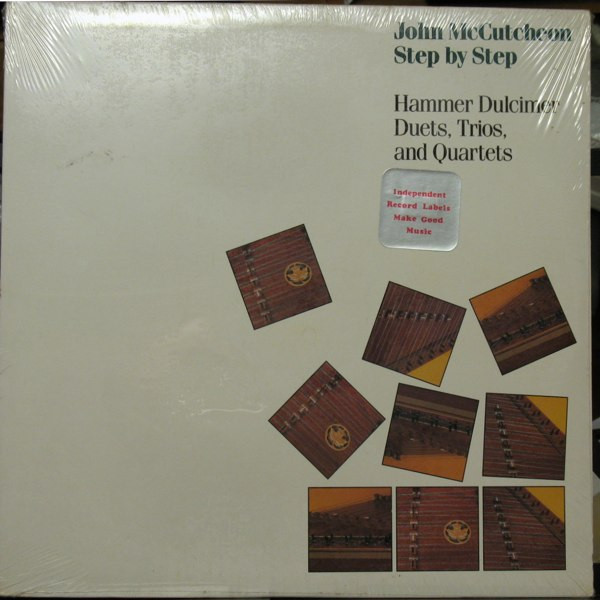 John McCutcheon
Step by Step
Hammer Dulcimer
Duets, Trios,
and Quartets
Independent
Record Labels
Make Good
Music